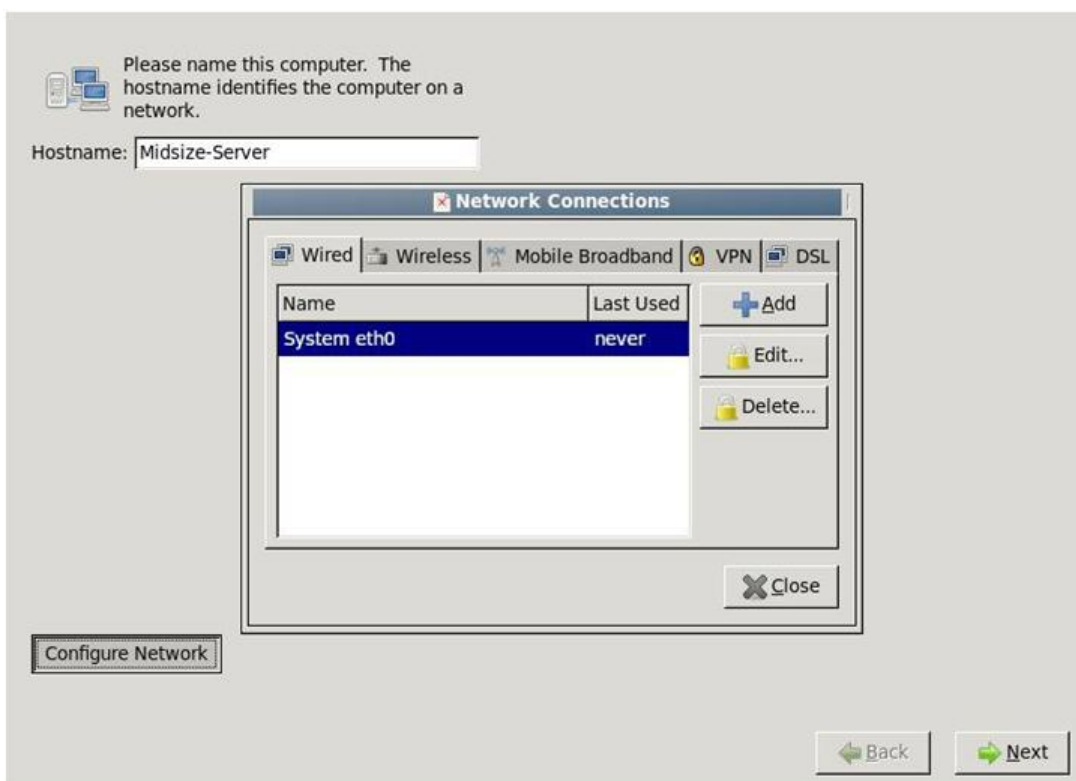 Please name this computer.  The
hostname identifies the computer on a
network.
Hostname: Midsize-Server
Network Connections
Wired Wireless Mobile Broadband VPN DSL
Name Last Used
System eth0 never
Add
Edit...
Delete...
Close
Configure Network
Back Next